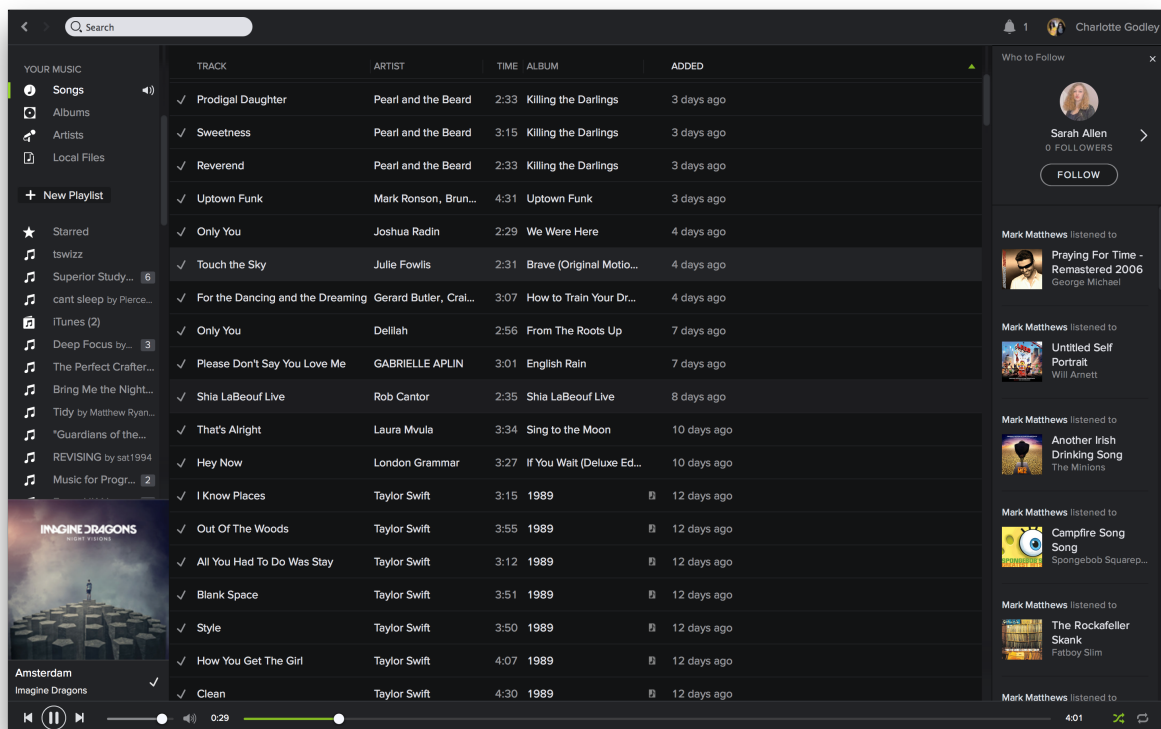 Search
1
Charlotte Godley
YOUR MUSIC
Songs
Albums
Artists
Local Files
New Playlist
Starred
tswizz
Superior Study... 6
cant sleep by Pierce...
iTunes (2)
Deep Focus by... 3
The Perfect Crafter...
Bring Me the Night...
Tidy by Matthew Ryan...
"Guardians of the...
REVISING by sat1994
Music for Progr... 2
IMAGINE DRAGONS
NIGHT VISIONS
Amsterdam
Imagine Dragons
TRACK ARTIST TIME ALBUM ADDED
Prodigal Daughter Pearl and the Beard 2:33 Killing the Darlings 3 days ago
Sweetness Pearl and the Beard 3:15 Killing the Darlings 3 days ago
Reverend Pearl and the Beard 2:33 Killing the Darlings 3 days ago
Uptown Funk Mark Ronson, Brun... 4:31 Uptown Funk 3 days ago
Only You Joshua Radin 2:29 We Were Here 4 days ago
Touch the Sky Julie Fowlis 2:31 Brave (Original Motio... 4 days ago
For the Dancing and the Dreaming Gerard Butler, Crai... 3:07 How to Train Your Dr... 4 days ago
Only You Delilah 2:56 From The Roots Up 7 days ago
Please Don't Say You Love Me GABRIELLE APLIN 3:01 English Rain 7 days ago
Shia LaBeouf Live Rob Cantor 2:35 Shia LaBeouf Live 8 days ago
That's Alright Laura Mvula 3:34 Sing to the Moon 10 days ago
Hey Now London Grammar 3:27 If You Wait (Deluxe Ed... 10 days ago
I Know Places Taylor Swift 3:15 1989 12 days ago
Out Of The Woods Taylor Swift 3:55 1989 12 days ago
All You Had To Do Was Stay Taylor Swift 3:12 1989 12 days ago
Blank Space Taylor Swift 3:51 1989 12 days ago
Style Taylor Swift 3:50 1989 12 days ago
How You Get The Girl Taylor Swift 4:07 1989 12 days ago
Clean Taylor Swift 4:30 1989 12 days ago
Who to Follow
Sarah Allen
0 FOLLOWERS
FOLLOW
Mark Matthews listened to
Praying For Time -
Remastered 2006
George Michael
Mark Matthews listened to
Untitled Self
Portrait
Will Arnett
Mark Matthews listened to
Another Irish
Drinking Song
The Minions
Mark Matthews listened to
Campfire Song
Song
Spongebob Squarep...
Mark Matthews listened to
The Rockafeller
Skank
Fatboy Slim
Mark Matthews listened to
0:29
4:01